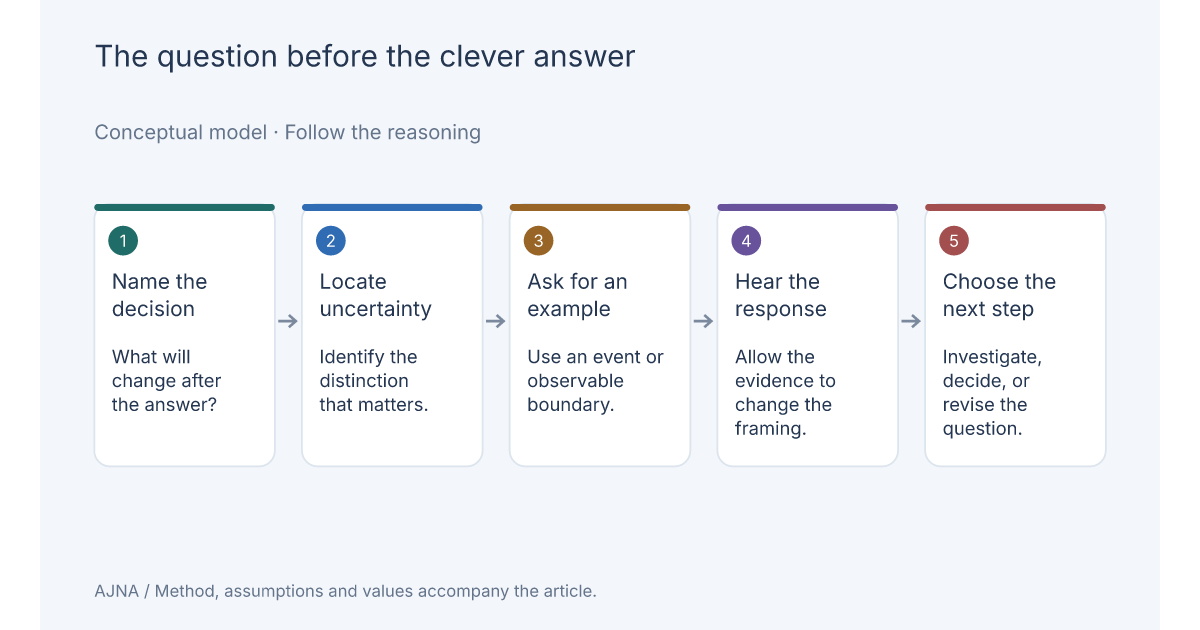 The question before the clever answer
Conceptual model · Follow the reasoning
1
Name the
decision
What will
change after
the answer?
2
Locate
uncertainty
Identify the
distinction
that matters.
3
Ask for an
example
Use an event or
observable
boundary.
4
Hear the
response
Allow the
evidence to
change the
framing.
5
Choose the
next step
Investigate,
decide, or
revise the
question.
AJNA / Method, assumptions and values accompany the article.